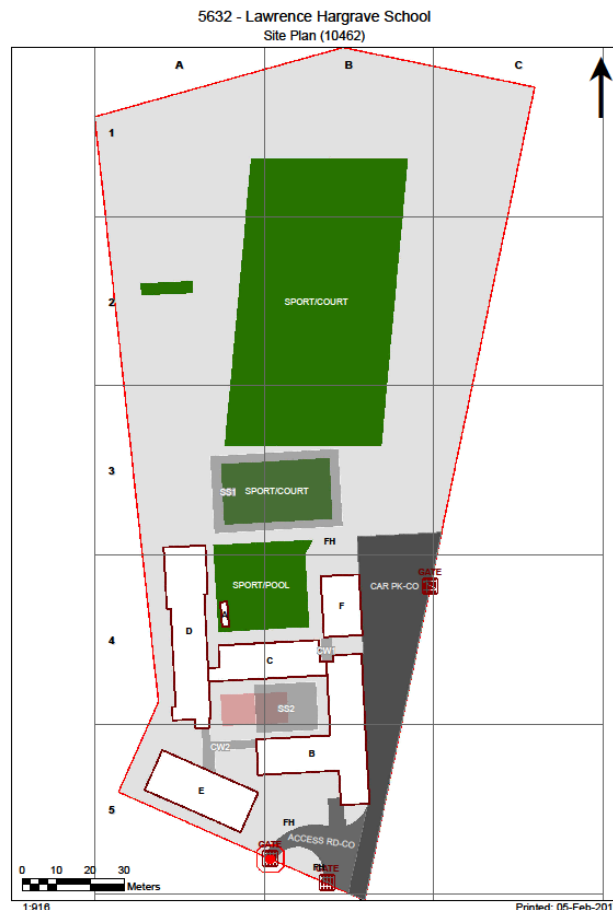 5632 - Lawrence Hargrave School
Site Plan (10462)
A
B
C
1
2
SPORT/COURT
3
SS1
SPORT/COURT
FH
GATE
CAR PK-CO
SPORT/POOL
F
D
4
CW1
C
SS2
CW2
B
E
5
FH
ACCESS RD-CO
GATE
FH
GATE
0 10 20 30
Meters
1:916
Printed: 05-Feb-201